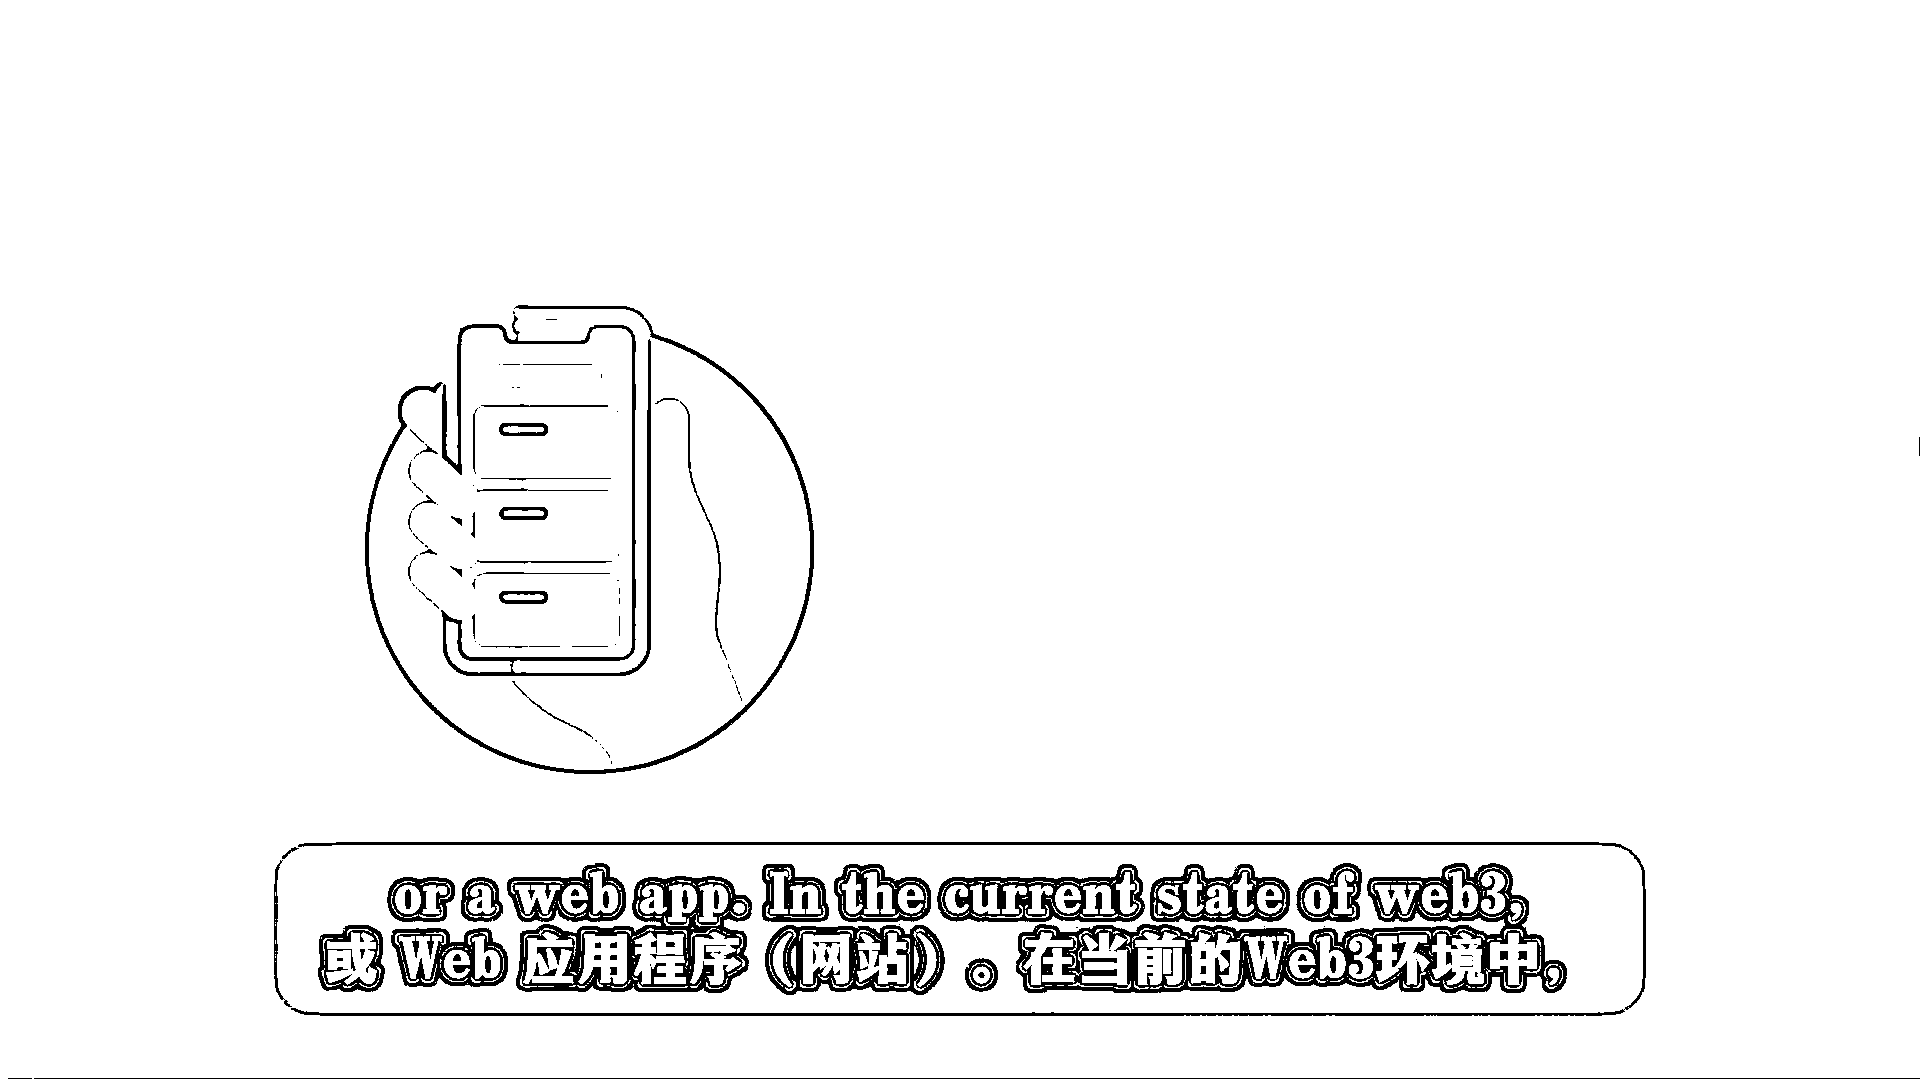 or a web app. In the current state of web3,
或 Web 应用程序（网站）。在当前的Web3环境中,